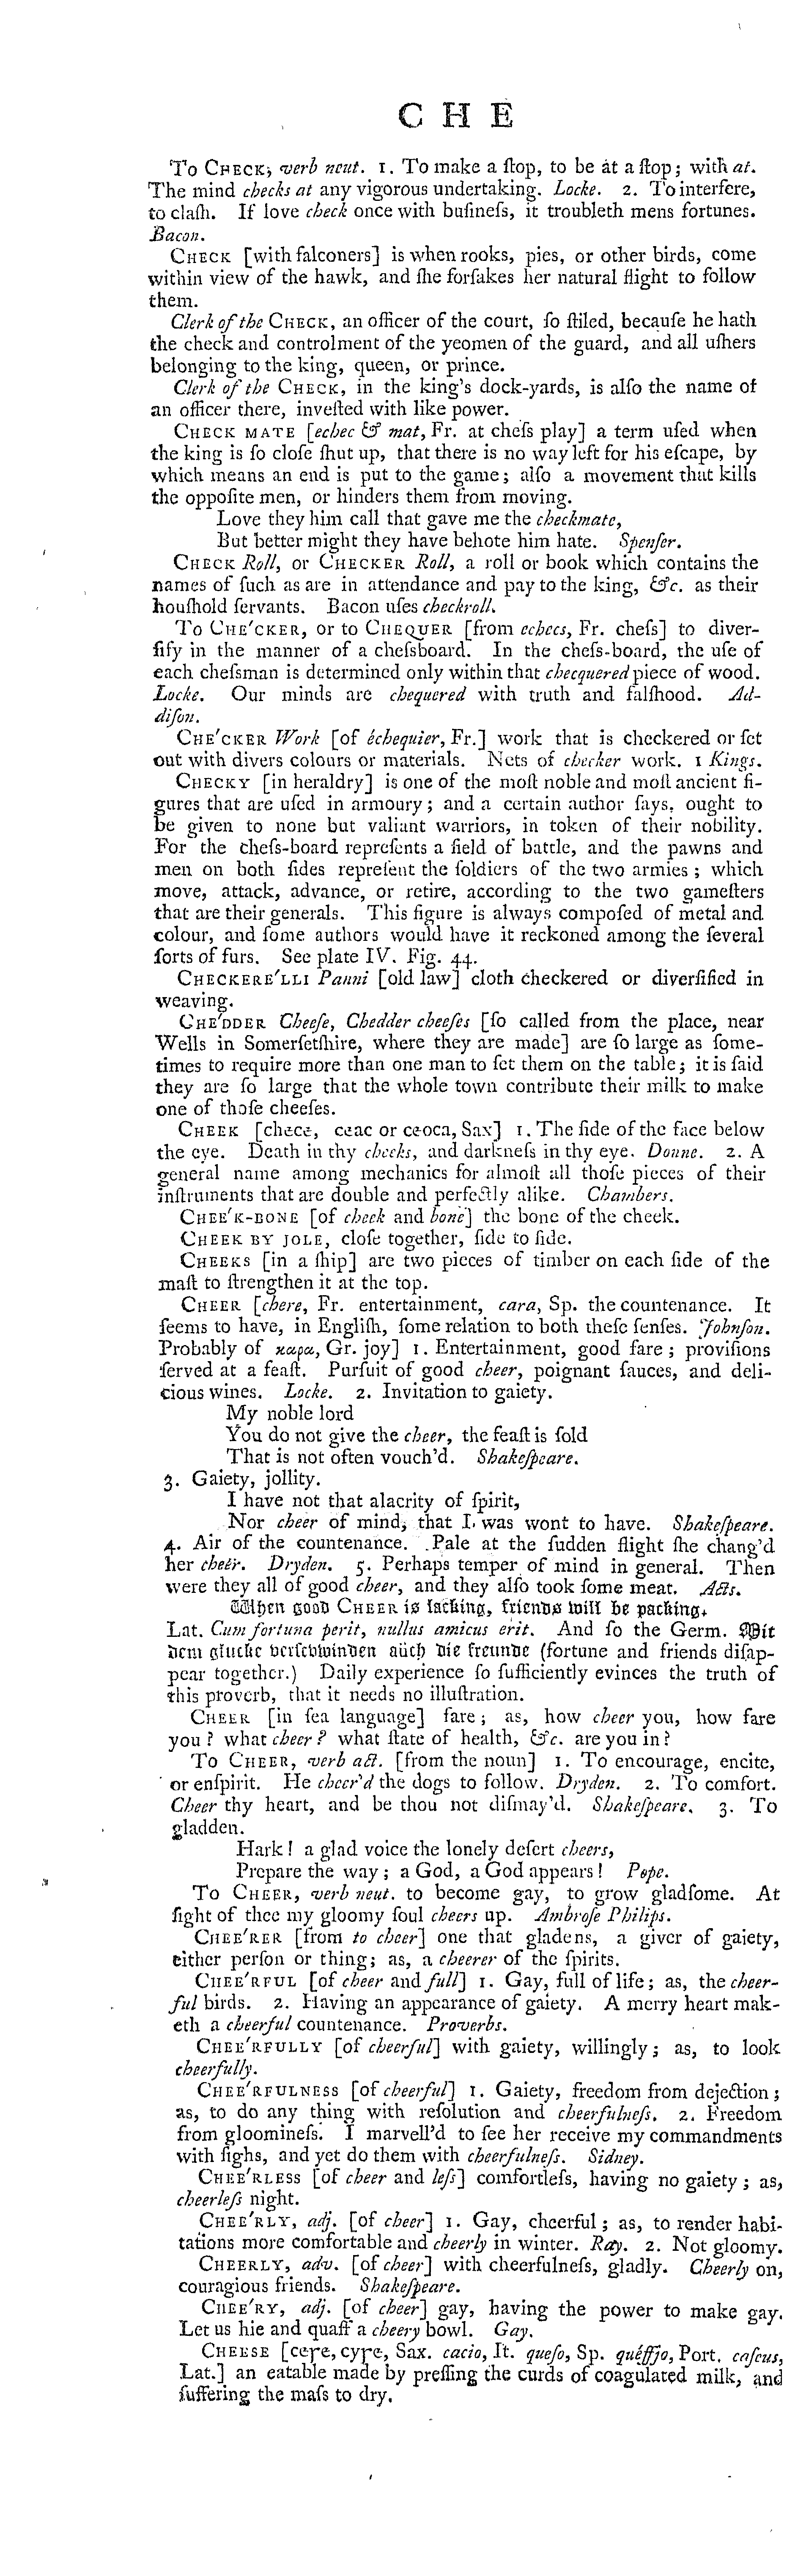 C H E
To CHECK, verb neut. 1. To make a ſtop, to be at a ſtop; with at.
The mind checks at any vigorous undertaking. Locke. 2. To interfere,
to claſh. If love check once with buſineſs, it troubleth mens fortunes.
Bacon.
CHECK [with falconers] is when rooks, pies, or other birds, come
within view of the hawk, and ſhe forſakes her natural flight to follow
them.
Clerk of the CHECK, an officer of the court, ſo ſtiled, becauſe he hath
the check and controlment of the yeomen of the guard, and all uſhers
belonging to the king, queen, or prince.
Clerk of the CHECK, in the king's dock-yards, is alſo the name of
an officer there, inveſted with like power.
CHECK MATE [echec & mat, Fr. at cheſs play] a term uſed when
the king is ſo cloſe ſhut up, that there is no way left for his eſcape, by
which means an end is put to the game; alſo a movement that kills
the oppoſite men, or hinders them from moving.
Love they him call that gave me the checkmate,
But better might they have behote him hate. Spenſer.
CHECK Roll, or CHECKER Roll, a roll or book which contains the
names of ſuch as are in attendance and pay to the king, &c. as their
houſhold ſervants. Bacon uſes checkroll.
To CHE'CKER, or to CHEQUER [from echecs, Fr. cheſs] to diver-
ſify in the manner of a cheſsboard. In the cheſs-board, the uſe of
each cheſsman is determined only within that checquered piece of wood.
Locke. Our minds are chequered with truth and falſhood. Ad-
diſon.
CHE'CKER Work [of échequier, Fr.] work that is checkered or ſet
out with divers colours or materials. Nets of checker work. 1 Kings.
CHECKY [in heraldry] is one of the moſt noble and moſt ancient fi-
gures that are uſed in armoury; and a certain author ſays, ought to
be given to none but valiant warriors, in token of their nobility.
For the cheſs-board repreſents a field of battle, and the pawns and
men on both ſides repreſent the ſoldiers of the two armies; which
move, attack, advance, or retire, according to the two gameſters
that are their generals. This figure is always compoſed of metal and
colour, and ſome authors would have it reckoned among the ſeveral
ſorts of furs. See plate IV. Fig. 44.
CHECKERE'LLI Panni [old law] cloth checkered or diverſified in
weaving.
CHE'DDER Cheeſe, Chedder cheeſes [ſo called from the place, near
Wells in Somerſetſhire, where they are made] are ſo large as ſome-
times to require more than one man to ſet them on the table; it is ſaid
they are ſo large that the whole town contribute their milk to make
one of thoſe cheeſes.
CHEEK [chece, ceac or ceoca, Sax] 1. The ſide of the face below
the eye. Death in thy cheeks, and darkneſs in thy eye. Donne. 2. A
general name among mechanics for almoſt all thoſe pieces of their
inſtruments that are double and perfectly alike. Chambers.
CHEE'K-BONE [of cheek and bone] the bone of the cheek.
CHEEK BY JOLE, cloſe together, ſide to ſide.
CHEEKS [in a ſhip] are two pieces of timber on each ſide of the
maſt to ſtrengthen it at the top.
CHEER [chere, Fr. entertainment, cara, Sp. the countenance. It
ſeems to have, in Engliſh, ſome relation to both theſe ſenſes. Johnſon.
Probably of καρα, Gr. joy] 1. Entertainment, good fare; proviſions
ſerved at a feaſt. Purſuit of good cheer, poignant ſauces, and deli-
cious wines. Locke. 2. Invitation to gaiety.
My noble lord
You do not give the cheer, the feaſt is ſold
That is not often vouch'd. Shakeſpeare.
3. Gaiety, jollity.
I have not that alacrity of ſpirit,
Nor cheer of mind, that I was wont to have. Shakeſpeare.
4. Air of the countenance. Pale at the ſudden flight ſhe chang'd
her cheer. Dryden. 5. Perhaps temper of mind in general. Then
were they all of good cheer, and they alſo took ſome meat. Acts.
When good CHEER is lacking, friends will be packing.
Lat. Cum fortuna perit, nullus amicus erit. And ſo the Germ. Mit
dem glucke verſchwinden aüch die freunde (fortune and friends diſap-
pear together.) Daily experience ſo ſufficiently evinces the truth of
this proverb, that it needs no illuſtration.
CHEER [in ſea language] fare; as, how cheer you, how fare
you? what cheer? what ſtate of health, &c. are you in?
To CHEER, verb act. [from the noun] 1. To encourage, encite,
or enſpirit. He cheer'd the dogs to follow. Dryden. 2. To comfort.
Cheer thy heart, and be thou not diſmay'd. Shakeſpeare. 3. To
gladden.
Hark! a glad voice the lonely deſert cheers,
Prepare the way; a God, a God appears! Pope.
To CHEER, verb neut. to become gay, to grow gladſome. At
ſight of thee my gloomy ſoul cheers up. Ambroſe Philips.
CHEE'RER [from to cheer] one that gladens, a giver of gaiety,
either perſon or thing; as, a cheerer of the ſpirits.
CHEE'RFUL [of cheer and full] 1. Gay, full of life; as, the cheer-
ful birds. 2. Having an appearance of gaiety. A merry heart mak-
eth a cheerful countenance. Proverbs.
CHEE'RFULLY [of cheerful] with gaiety, willingly; as, to look
cheerfully.
CHEE'RFULNESS [of cheerful] 1. Gaiety, freedom from dejection;
as, to do any thing with reſolution and cheerfulneſs. 2. Freedom
from gloomineſs. I marvell'd to ſee her receive my commandments
with ſighs, and yet do them with cheerfulneſs. Sidney.
CHEE'RLESS [of cheer and leſs] comfortleſs, having no gaiety; as,
cheerleſs night.
CHEE'RLY, adj. [of cheer] 1. Gay, cheerful; as, to render habi-
tations more comfortable and cheerly in winter. Ray. 2. Not gloomy.
CHEERLY, adv. [of cheer] with cheerfulneſs, gladly. Cheerly on,
couragious friends. Shakeſpeare.
CHEE'RY, adj. [of cheer] gay, having the power to make gay.
Let us hie and quaff a cheery bowl. Gay.
CHEESE [ceꞅe, cyꞅe, Sax. cacio, It. queſo, Sp. quéſſjo, Port. caſeus,
Lat.] an eatable made by preſſing the curds of coagulated milk, and
ſuffering the maſs to dry.